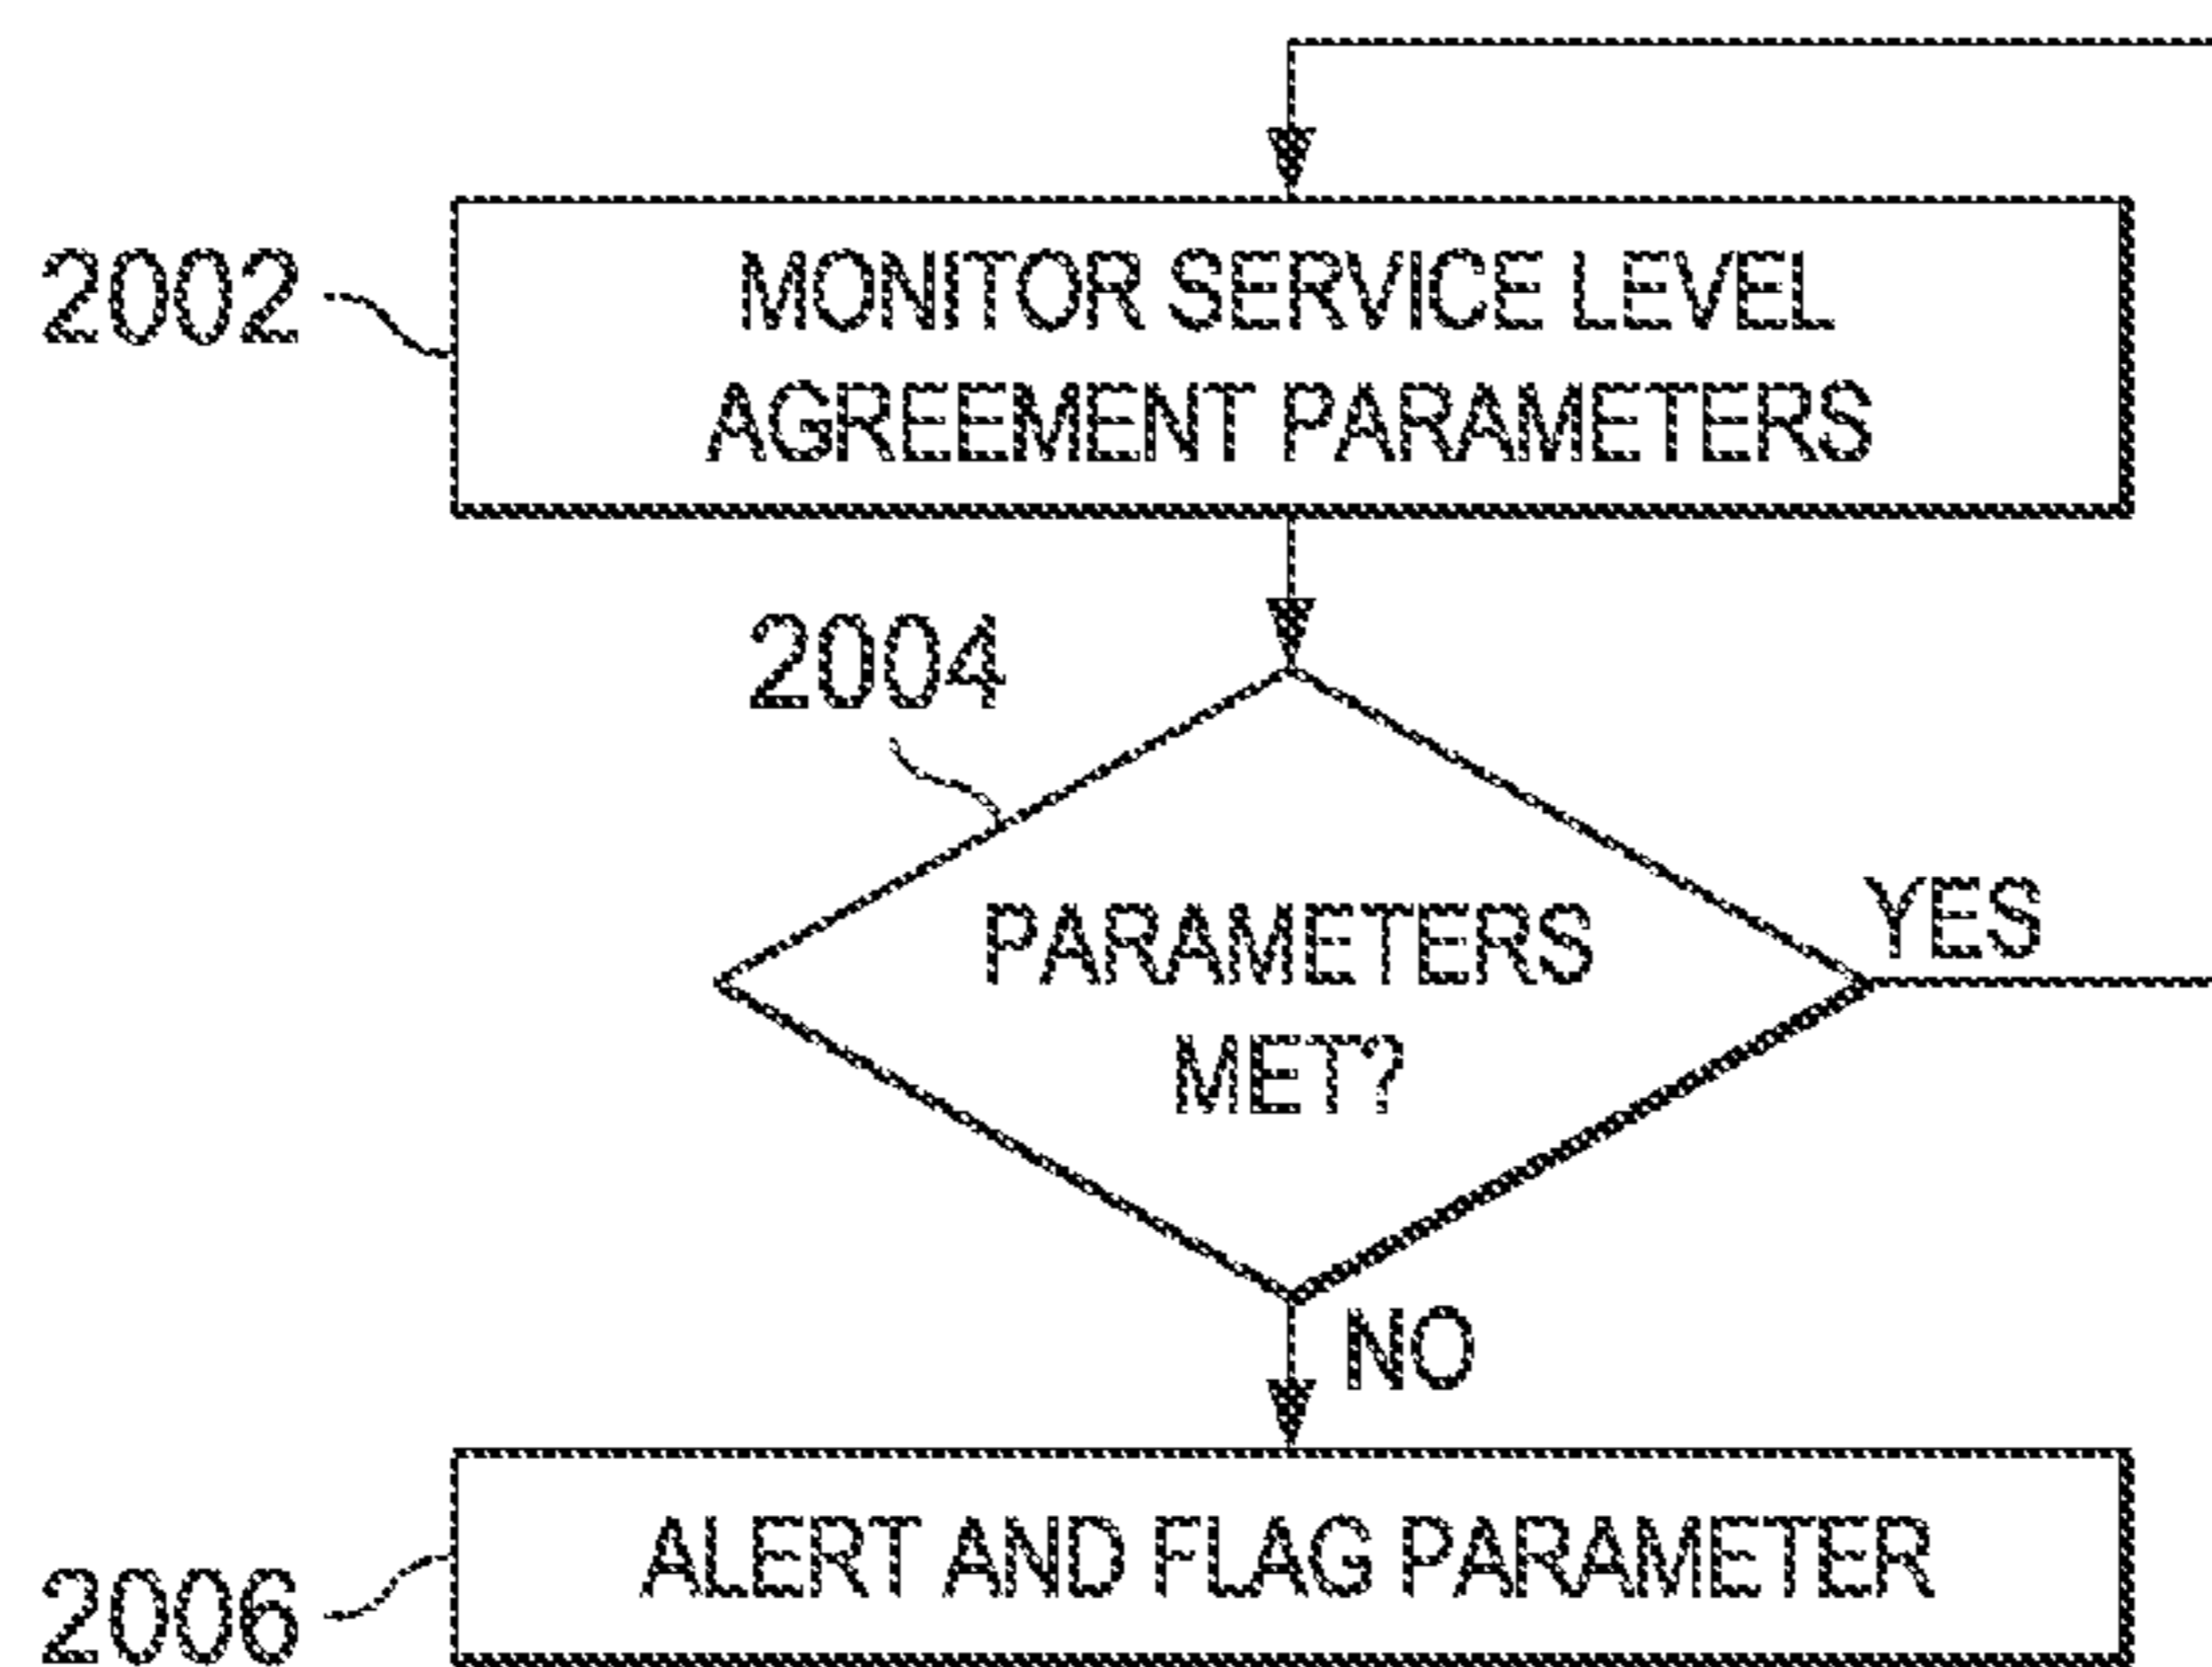 2002
MONITOR SERVICE LEVEL
AGREEMENT PARAMETERS
2004
PARAMETERS
MET?
YES
NO
2006
ALERT AND FLAG PARAMETER